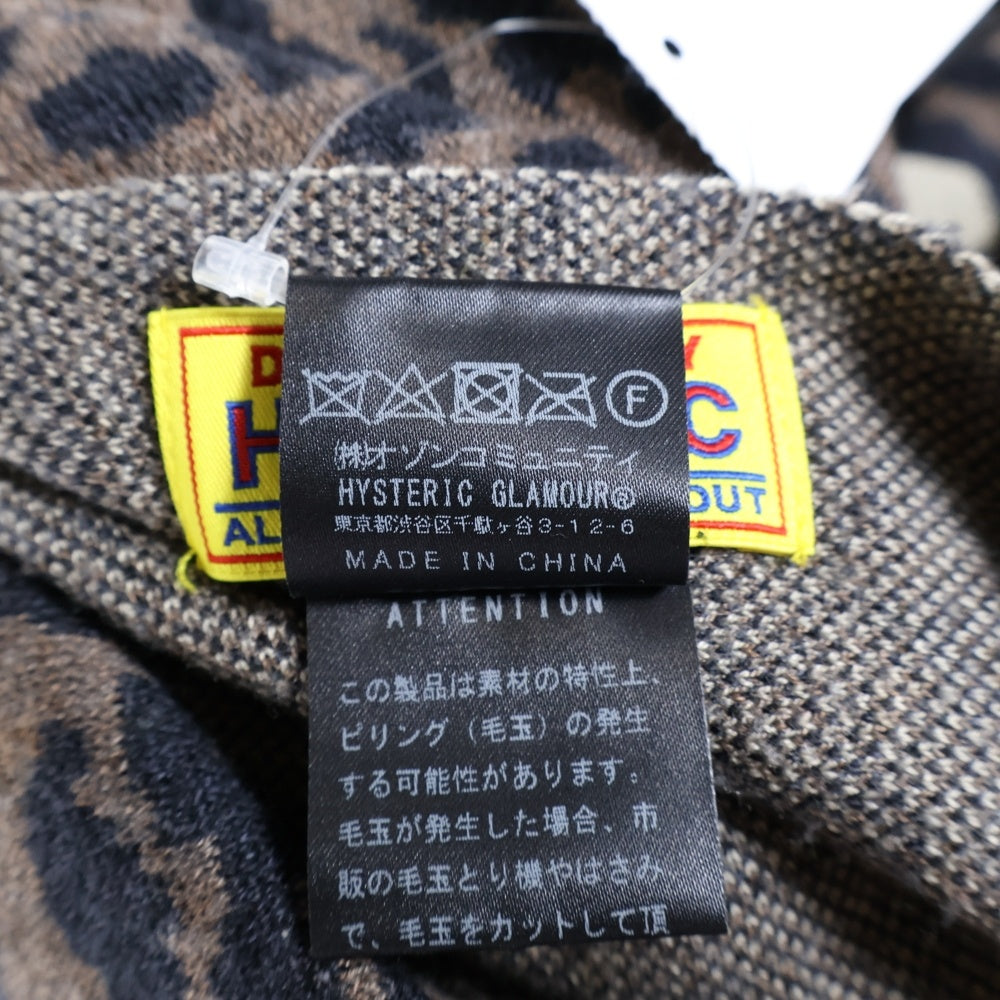 D
Y
H
C
AL
OUT
F
(株)オゾンコミュニティ
HYSTERIC GLAMOUR®
東京都渋谷区千駄ヶ谷3-12-6
MADE IN CHINA
ATTENTION
この製品は素材の特性上、
ピリング（毛玉）の発生
する可能性があります。
毛玉が発生した場合、市
販の毛玉とり機やはさみ
で、毛玉をカットして頂